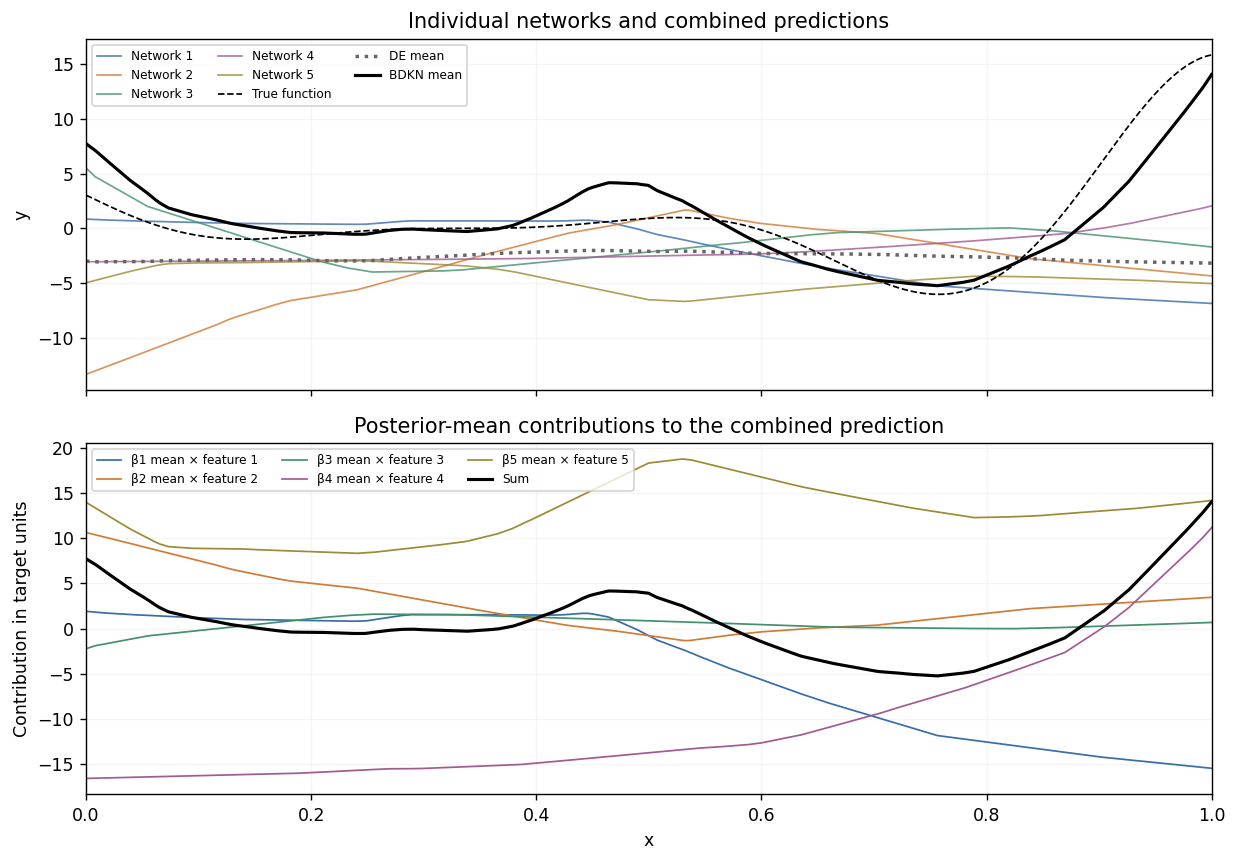 Individual networks and combined predictions
Network 1 Network 4 DE mean
Network 2 Network 5 BDKN mean
Network 3 True function
15
10
5
0
−5
−10
y
Posterior-mean contributions to the combined prediction
β1 mean × feature 1 β3 mean × feature 3 β5 mean × feature 5
β2 mean × feature 2 β4 mean × feature 4 Sum
20
15
10
5
0
−5
−10
−15
Contribution in target units
0.0 0.2 0.4 0.6 0.8 1.0
x